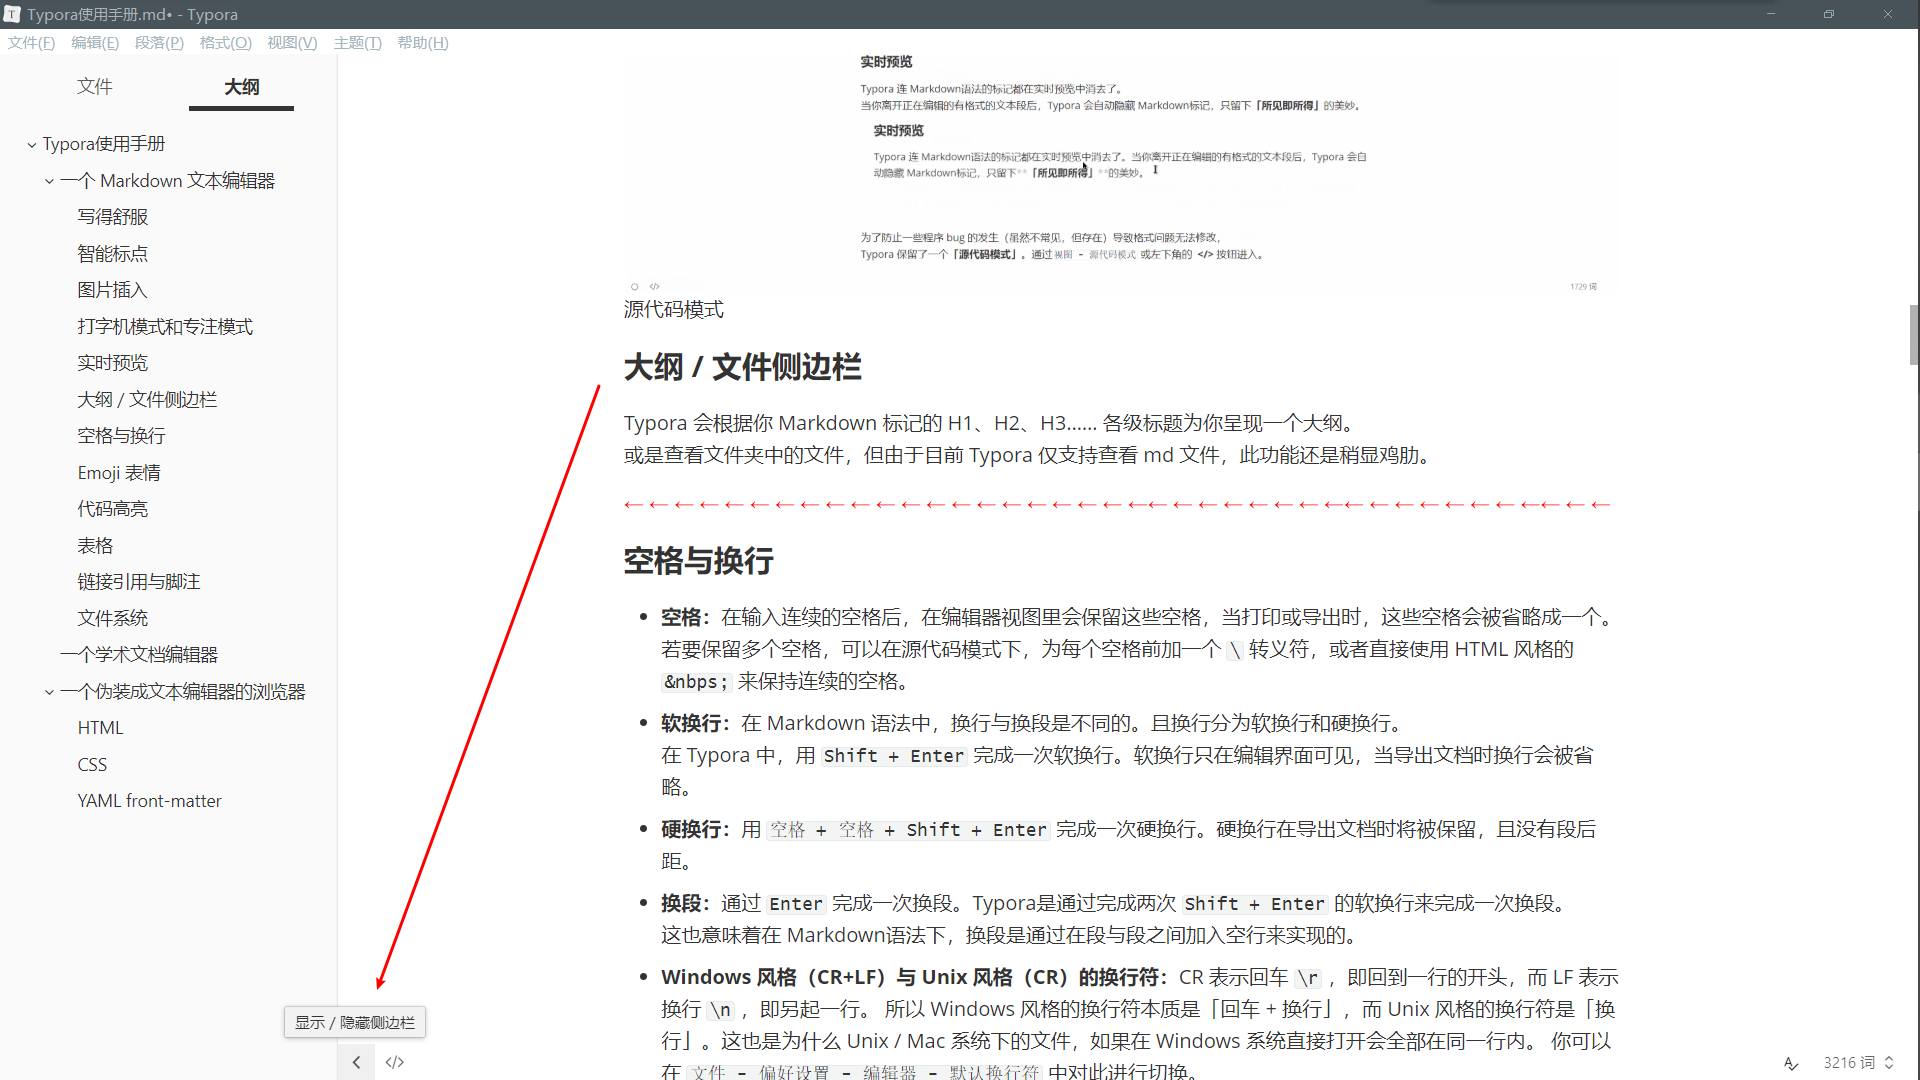 Typora使用手册.md• - Typora
文件(F) 编辑(E) 段落(P) 格式(O) 视图(V) 主题(T) 帮助(H)
文件 大纲
Typora使用手册
一个 Markdown 文本编辑器
写得舒服
智能标点
图片插入
打字机模式和专注模式
实时预览
大纲 / 文件侧边栏
空格与换行
Emoji 表情
代码高亮
表格
链接引用与脚注
文件系统
一个学术文档编辑器
一个伪装成文本编辑器的浏览器
HTML
CSS
YAML front-matter
显示 / 隐藏侧边栏
</>
实时预览
Typora 连 Markdown语法的标记都在实时预览中消去了。
当你离开正在编辑的有格式的文本段后，Typora 会自动隐藏 Markdown标记，只留下「所见即所得」的美妙。
实时预览
Typora 连 Markdown语法的标记都在实时预览中消去了。当你离开正在编辑的有格式的文本段后，Typora 会自
动隐藏 Markdown标记，只留下**「所见即所得」**的美妙。
为了防止一些程序 bug 的发生（虽然不常见，但存在）导致格式问题无法修改，
Typora 保留了一个「源代码模式」。通过 视图 - 源代码模式 或左下角的 </> 按钮进入。
</> 1729 词
源代码模式
大纲 / 文件侧边栏
Typora 会根据你 Markdown 标记的 H1、H2、H3…… 各级标题为你呈现一个大纲。
或是查看文件夹中的文件，但由于目前 Typora 仅支持查看 md 文件，此功能还是稍显鸡肋。
←←←←←←←←←←←←←←←←←←←←←←←←←←←←←←←←←←←←←←←←
空格与换行
• 空格：在输入连续的空格后，在编辑器视图里会保留这些空格，当打印或导出时，这些空格会被省略成一个。
若要保留多个空格，可以在源代码模式下，为每个空格前加一个 \ 转义符，或者直接使用 HTML 风格的
&nbps; 来保持连续的空格。
• 软换行：在 Markdown 语法中，换行与换段是不同的。且换行分为软换行和硬换行。
在 Typora 中，用 Shift + Enter 完成一次软换行。软换行只在编辑界面可见，当导出文档时换行会被省
略。
• 硬换行：用 空格 + 空格 + Shift + Enter 完成一次硬换行。硬换行在导出文档时将被保留，且没有段后
距。
• 换段：通过 Enter 完成一次换段。Typora是通过完成两次 Shift + Enter 的软换行来完成一次换段。
这也意味着在 Markdown语法下，换段是通过在段与段之间加入空行来实现的。
• Windows 风格（CR+LF）与 Unix 风格（CR）的换行符：CR 表示回车 \r ，即回到一行的开头，而 LF 表示
换行 \n ，即另起一行。 所以 Windows 风格的换行符本质是「回车 + 换行」，而 Unix 风格的换行符是「换
行」。这也是为什么 Unix / Mac 系统下的文件，如果在 Windows 系统直接打开会全部在同一行内。 你可以
在 文件 - 偏好设置 - 编辑器 - 默认换行符 中对此进行切换。
3216 词